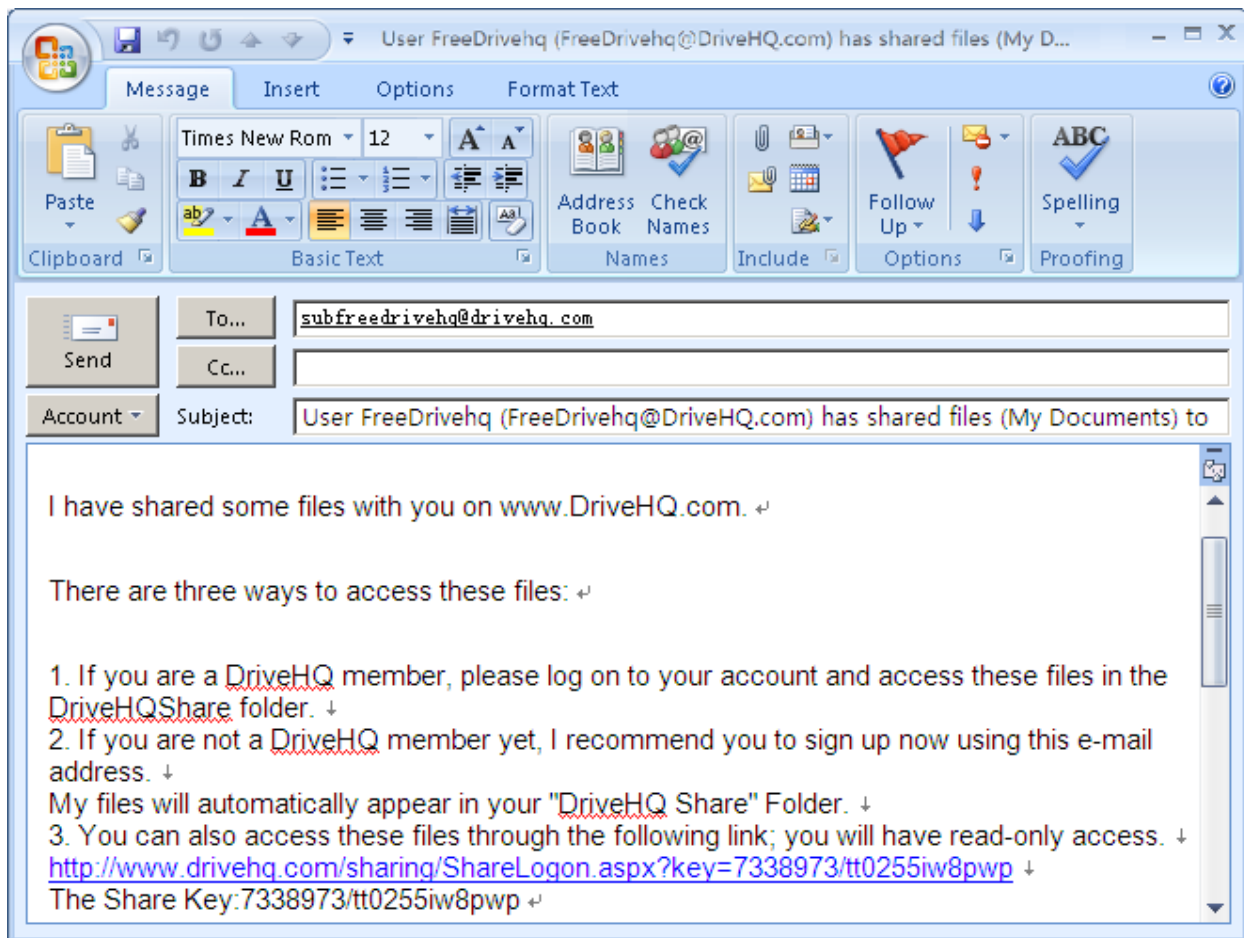 User FreeDrivehq (FreeDrivehq@DriveHQ.com) has shared files (My D...
Message Insert Options Format Text
Times New Rom 12 A A ABC
B I U
Paste Address Book Check Names Follow Up Spelling
ab A Aa
Clipboard Basic Text Names Include Options Proofing
To... subfreedrivehq@drivehq.com
Send
Cc...
Account Subject: User FreeDrivehq (FreeDrivehq@DriveHQ.com) has shared files (My Documents) to
I have shared some files with you on www.DriveHQ.com.
There are three ways to access these files:
1. If you are a DriveHQ member, please log on to your account and access these files in the
DriveHQShare folder.
2. If you are not a DriveHQ member yet, I recommend you to sign up now using this e-mail
address.
My files will automatically appear in your "DriveHQ Share" Folder.
3. You can also access these files through the following link; you will have read-only access.
http://www.drivehq.com/sharing/ShareLogon.aspx?key=7338973/tt0255iw8pwp
The Share Key:7338973/tt0255iw8pwp